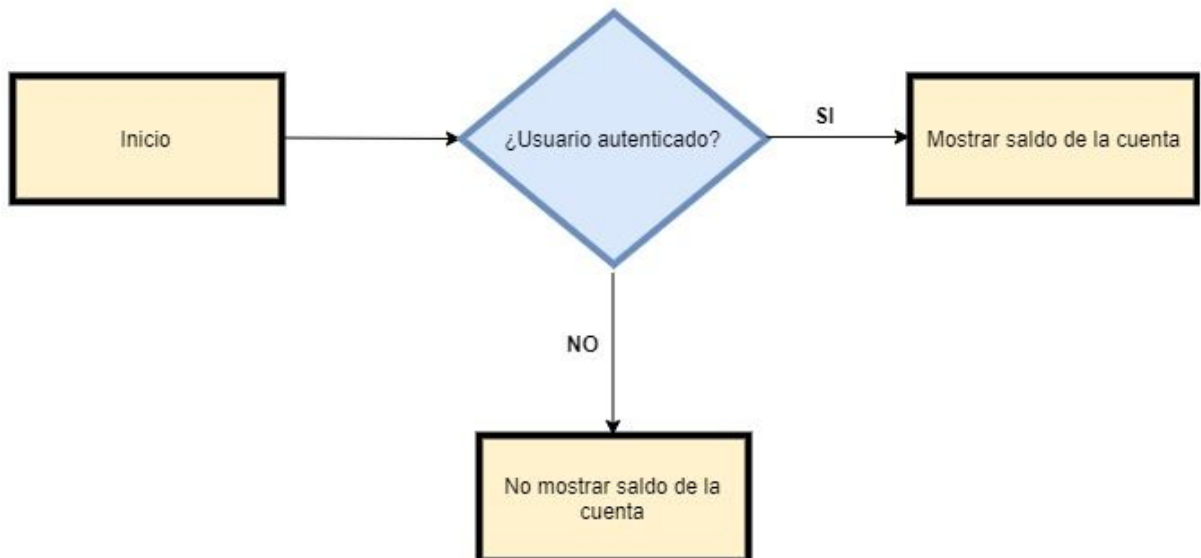 Inicio
¿Usuario autenticado?
SI
Mostrar saldo de la cuenta
NO
No mostrar saldo de la
cuenta